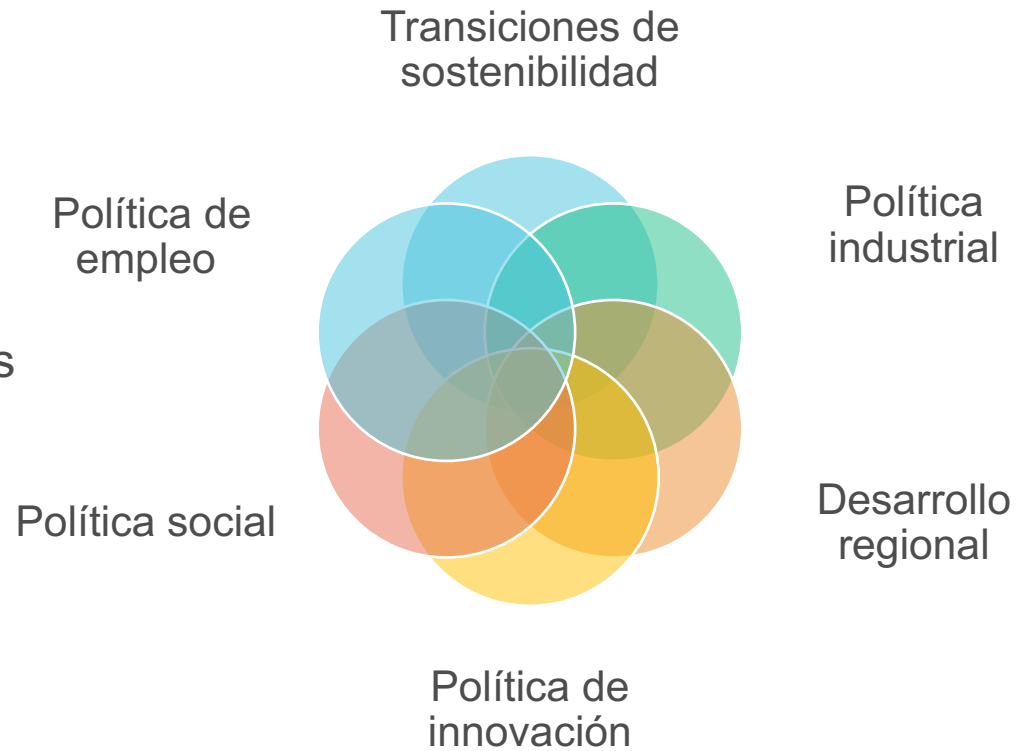 Transiciones de
sostenibilidad
Política de
empleo
Política
industrial
s
Política social
Desarrollo
regional
Política de
innovación